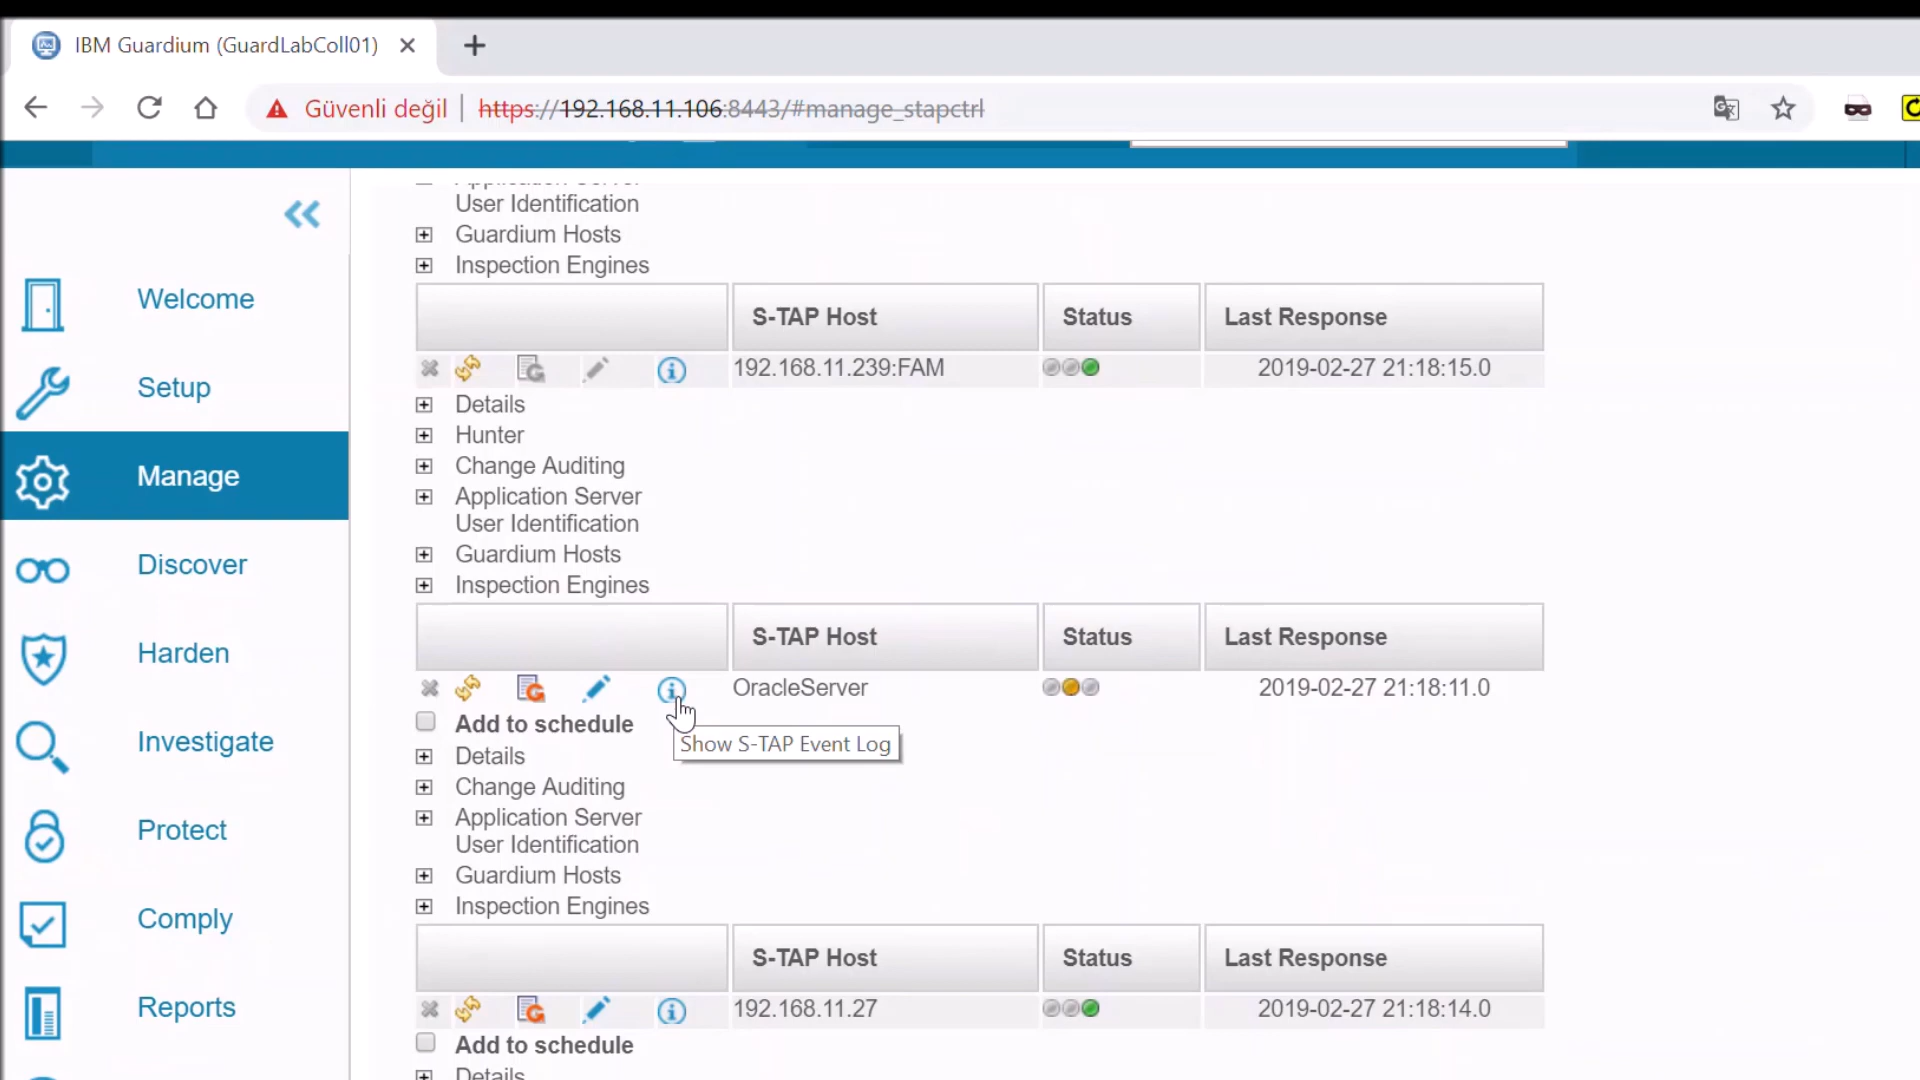 IBM Guardium (GuardLabColl01)
Güvenli değil
https://192.168.11.106:8443/#manage_stapctrl
Application Server
User Identification
Guardium Hosts
Inspection Engines
S-TAP Host Status Last Response
192.168.11.239:FAM 2019-02-27 21:18:15.0
Details
Hunter
Change Auditing
Application Server
User Identification
Guardium Hosts
Inspection Engines
S-TAP Host Status Last Response
OracleServer 2019-02-27 21:18:11.0
Add to schedule
Show S-TAP Event Log
Details
Change Auditing
Application Server
User Identification
Guardium Hosts
Inspection Engines
S-TAP Host Status Last Response
192.168.11.27 2019-02-27 21:18:14.0
Add to schedule
Details
Welcome
Setup
Manage
Discover
Harden
Investigate
Protect
Comply
Reports